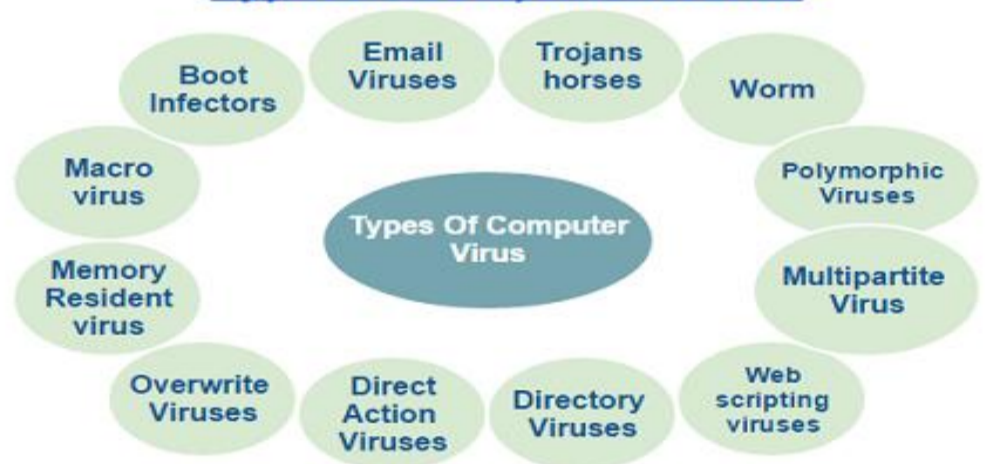 Email
Viruses
Trojans
horses
Boot
Infectors
Worm
Macro
virus
Polymorphic
Viruses
Types Of Computer
Virus
Memory
Resident
virus
Multipartite
Virus
Overwrite
Viruses
Direct
Action
Viruses
Directory
Viruses
Web
scripting
viruses